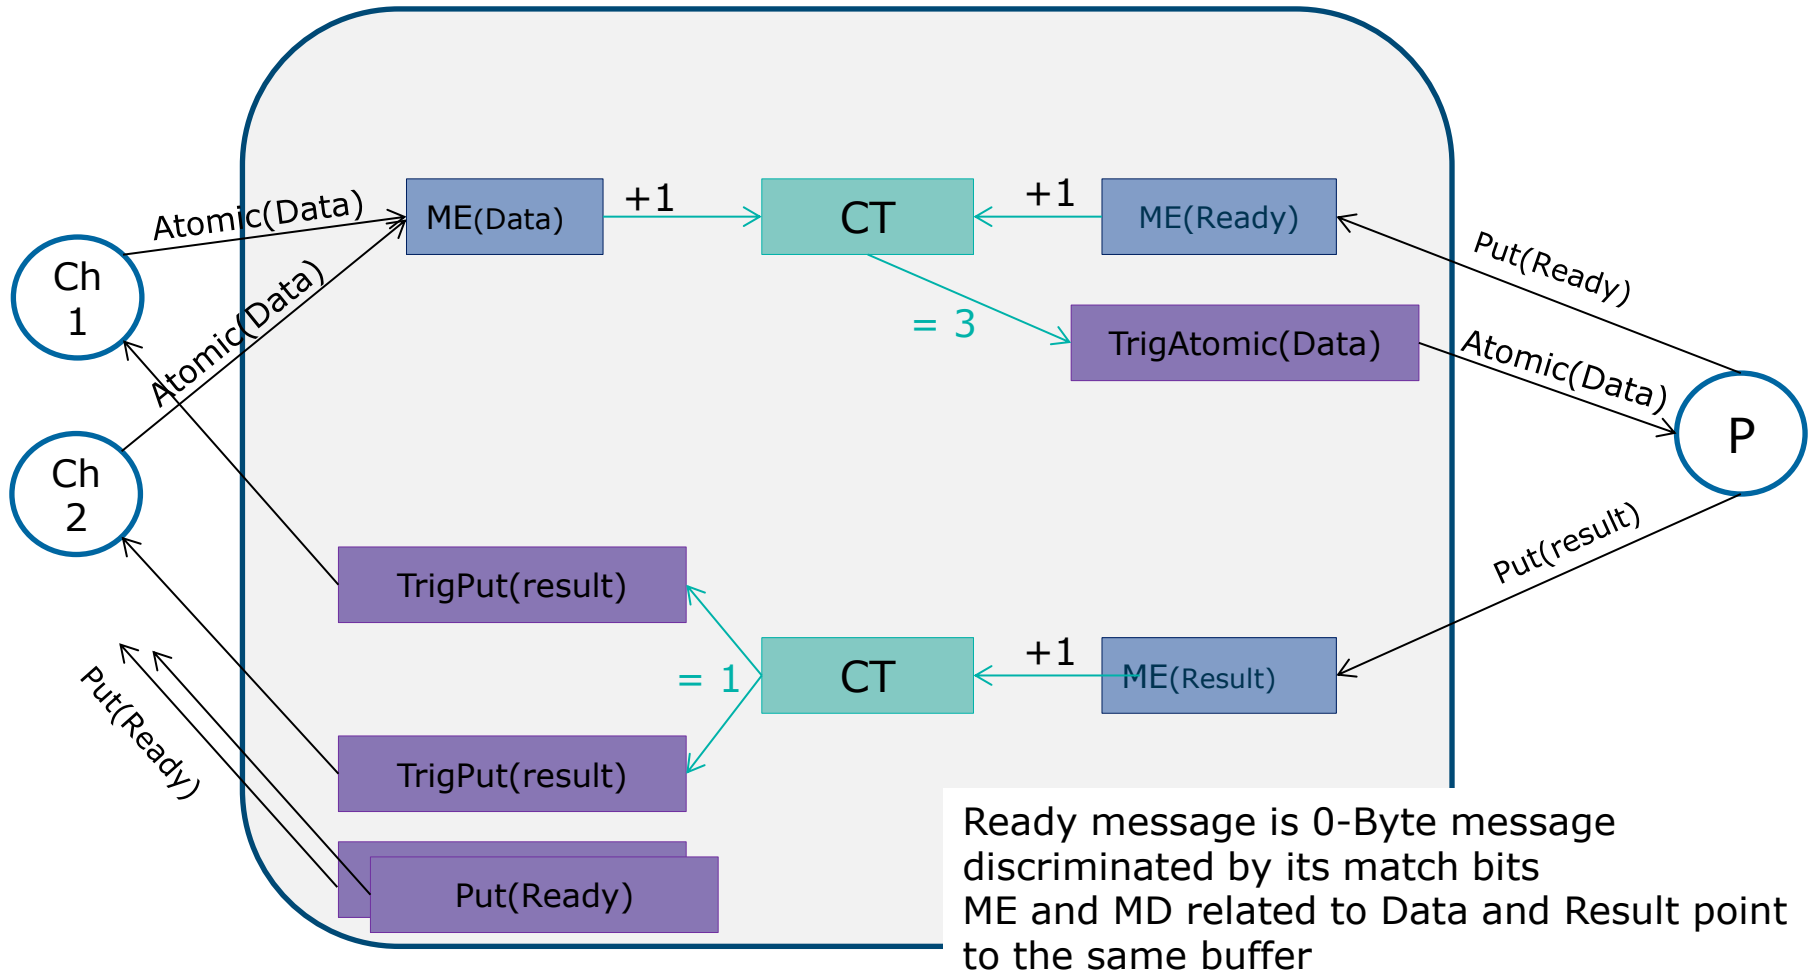 Atomic(Data)
ME(Data)
+1
CT
+1
ME(Ready)
Put(Ready)
Ch
1
Atomic(Data)
= 3
TrigAtomic(Data)
Atomic(Data)
P
Ch
2
Put(result)
TrigPut(result)
= 1
CT
+1
ME(Result)
Put(Ready)
TrigPut(result)
Put(Ready)
Ready message is 0-Byte message
discriminated by its match bits
ME and MD related to Data and Result point
to the same buffer